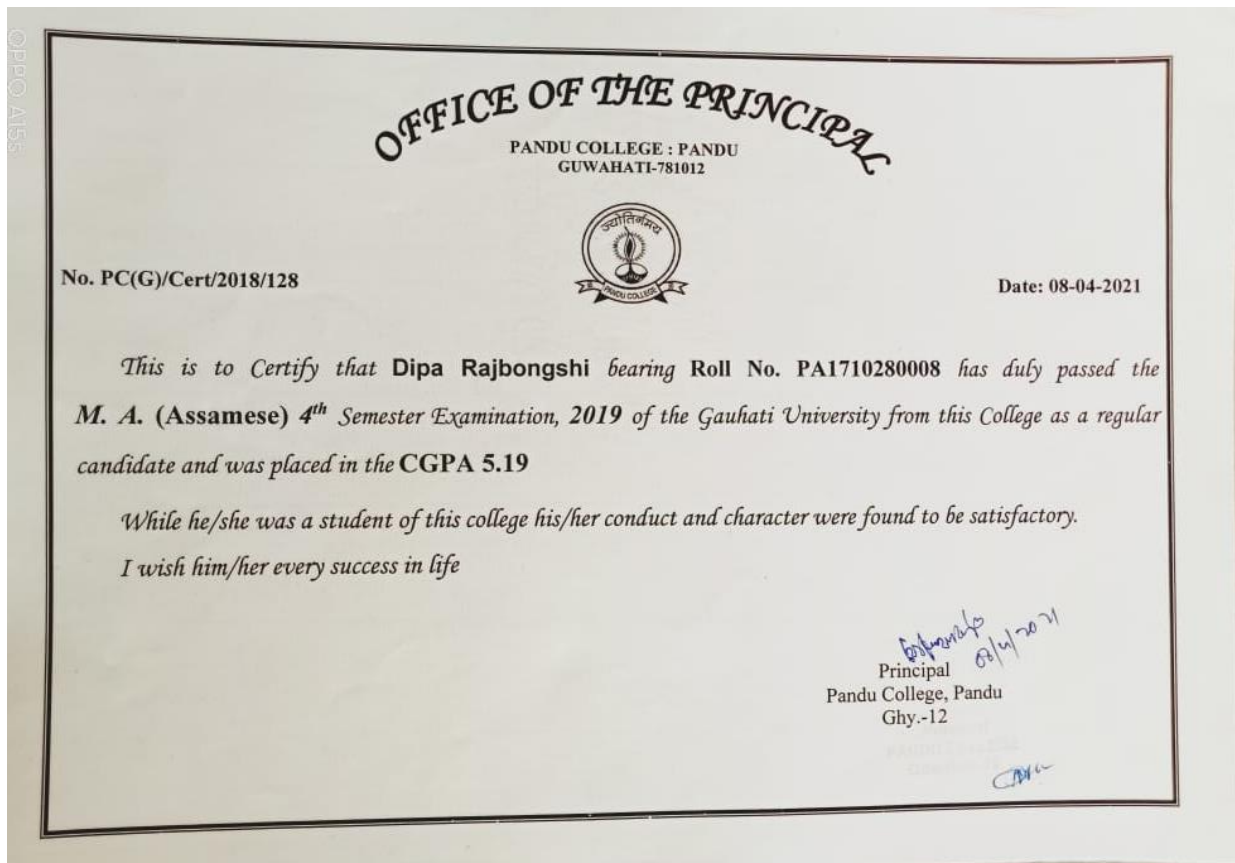 OPPO A15s
OFFICE OF THE PRINCIPAL
PANDU COLLEGE : PANDU
GUWAHATI-781012
ज्योतिर्गमय
PANDU COLLEGE
No. PC(G)/Cert/2018/128
Date: 08-04-2021
This is to Certify that Dipa Rajbongshi bearing Roll No. PA1710280008 has duly passed the
M. A. (Assamese) 4th Semester Examination, 2019 of the Gauhati University from this College as a regular
candidate and was placed in the CGPA 5.19
While he/she was a student of this college his/her conduct and character were found to be satisfactory.
I wish him/her every success in life
08/4/2021
Principal
Pandu College, Pandu
Ghy.-12